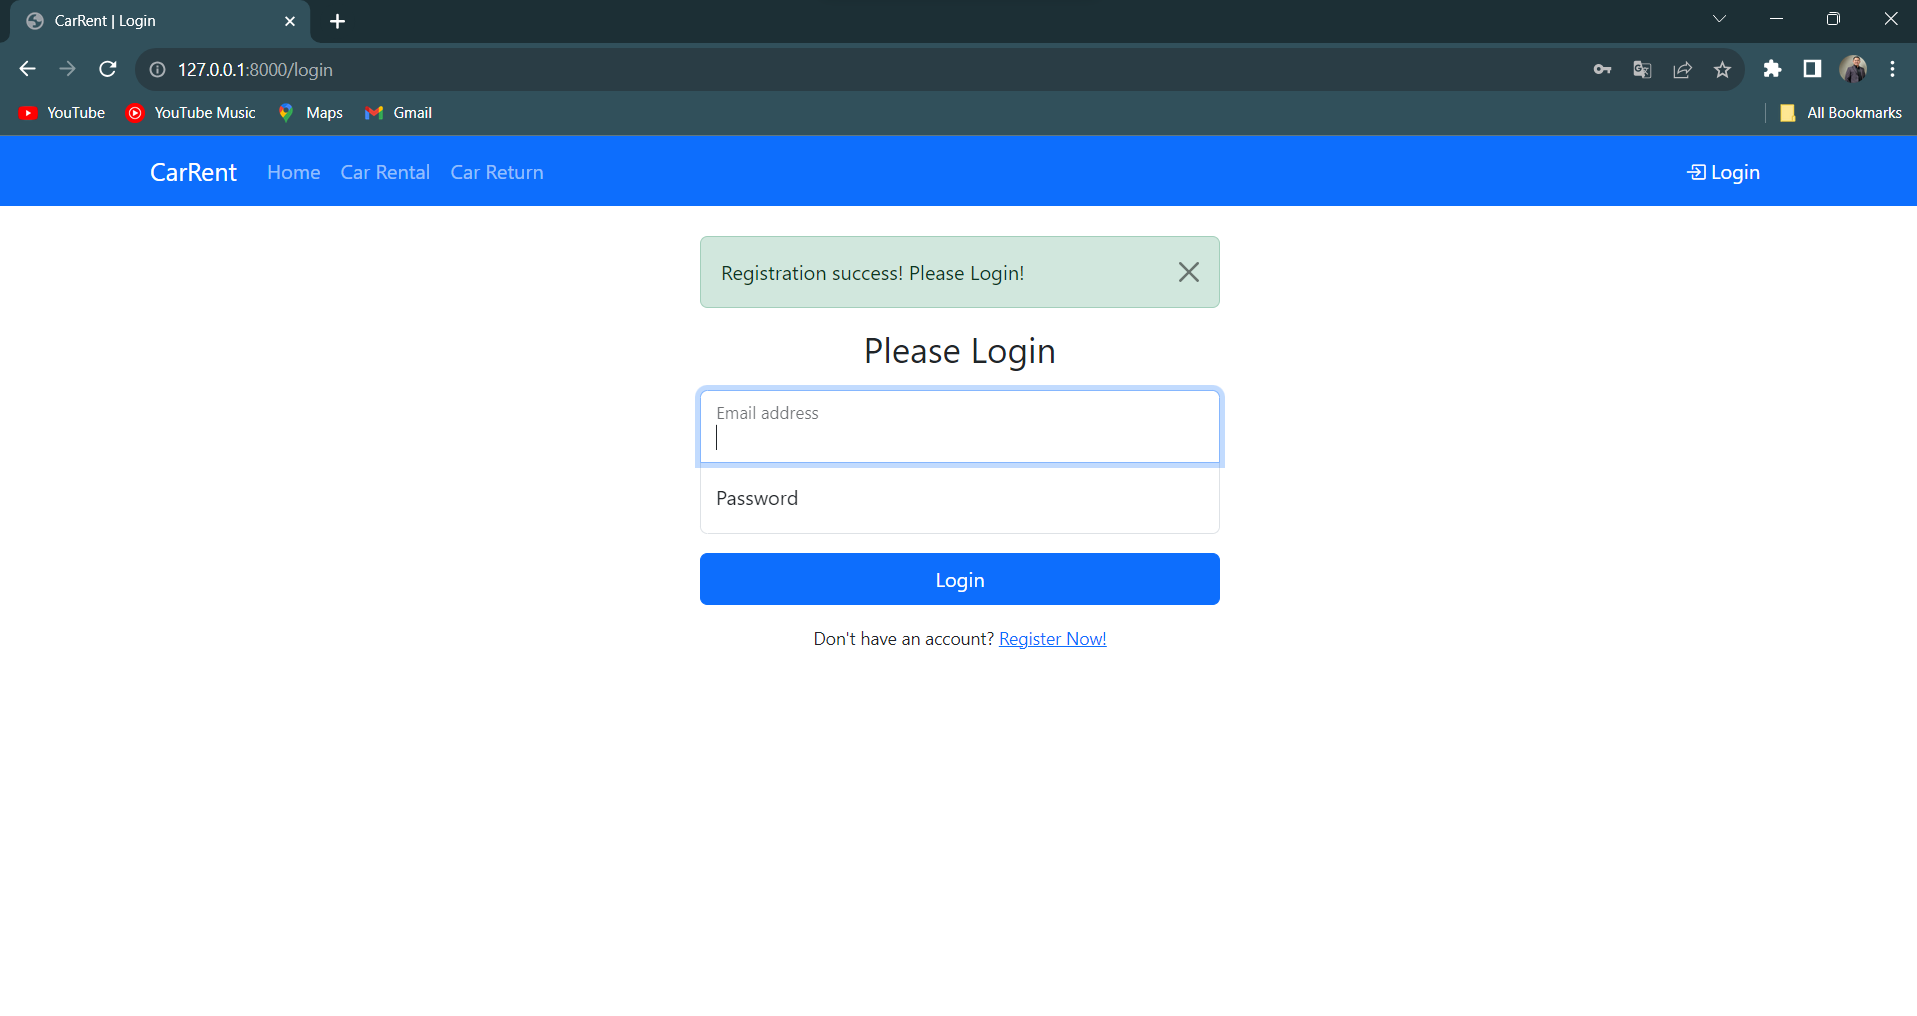 CarRent | Login
127.0.0.1:8000/login
YouTube YouTube Music Maps Gmail All Bookmarks
CarRent Home Car Rental Car Return Login
Registration success! Please Login!
Please Login
Email address
Password
Login
Don't have an account? Register Now!